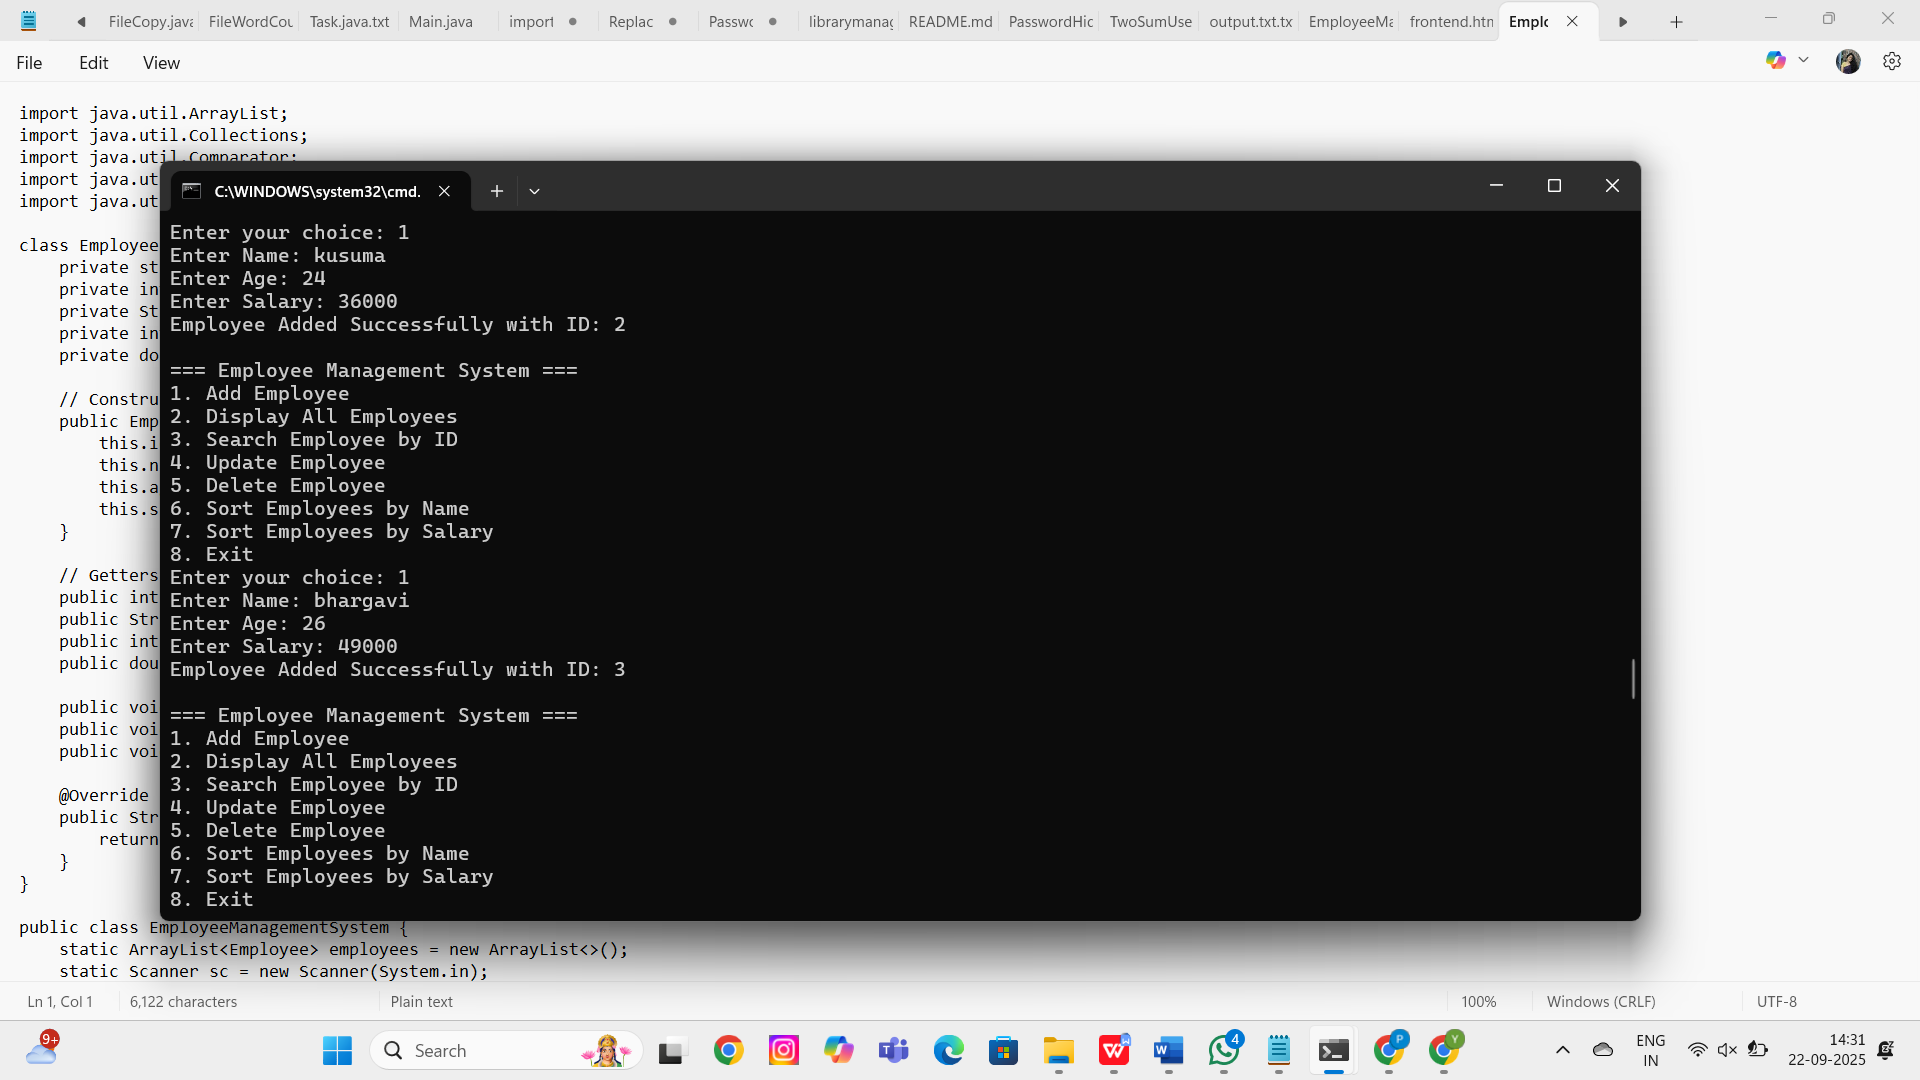 FileCopy.java FileWordCou Task.java.txt Main.java import Replac Passwo librarymanag README.md PasswordHic TwoSumUse output.txt.tx EmployeeMa frontend.htm Emplo
File Edit View
import java.util.ArrayList;
import java.util.Collections;
import java.util.Comparator;
import java.ut
import java.ut
C:\WINDOWS\system32\cmd.
class Employee
private st
private in
private St
private in
private do
// Constru
public Emp
this.i
this.n
this.a
this.s
}
// Getters
public int
public Str
public int
public dou
public voi
public voi
public voi
@Override
public Str
return
}
}
Enter your choice: 1
Enter Name: kusuma
Enter Age: 24
Enter Salary: 36000
Employee Added Successfully with ID: 2
=== Employee Management System ===
1. Add Employee
2. Display All Employees
3. Search Employee by ID
4. Update Employee
5. Delete Employee
6. Sort Employees by Name
7. Sort Employees by Salary
8. Exit
Enter your choice: 1
Enter Name: bhargavi
Enter Age: 26
Enter Salary: 49000
Employee Added Successfully with ID: 3
=== Employee Management System ===
1. Add Employee
2. Display All Employees
3. Search Employee by ID
4. Update Employee
5. Delete Employee
6. Sort Employees by Name
7. Sort Employees by Salary
8. Exit
public class EmployeeManagementSystem {
static ArrayList<Employee> employees = new ArrayList<>();
static Scanner sc = new Scanner(System.in);
Ln 1, Col 1 6,122 characters Plain text 100% Windows (CRLF) UTF-8
9+ Search 4 P Y ENG 14:31
IN 22-09-2025